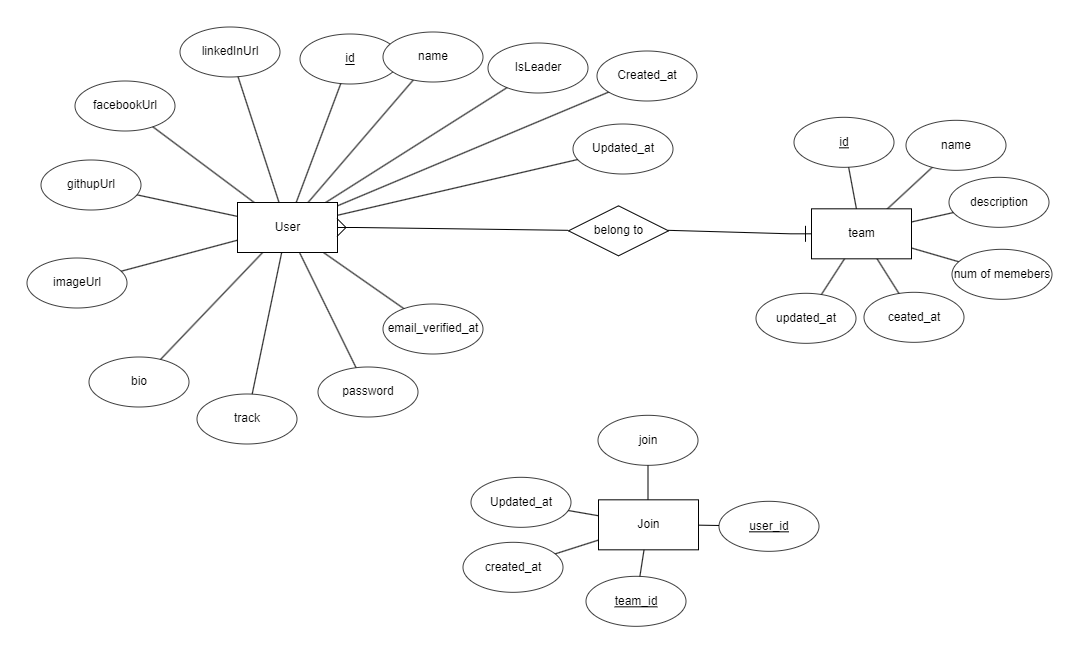 linkedInUrl
id
name
IsLeader
Created_at
facebookUrl
Updated_at
id
name
githupUrl
description
User
belong to
team
imageUrl
num of memebers
updated_at
ceated_at
email_verified_at
bio
password
track
join
Updated_at
Join
user_id
created_at
team_id